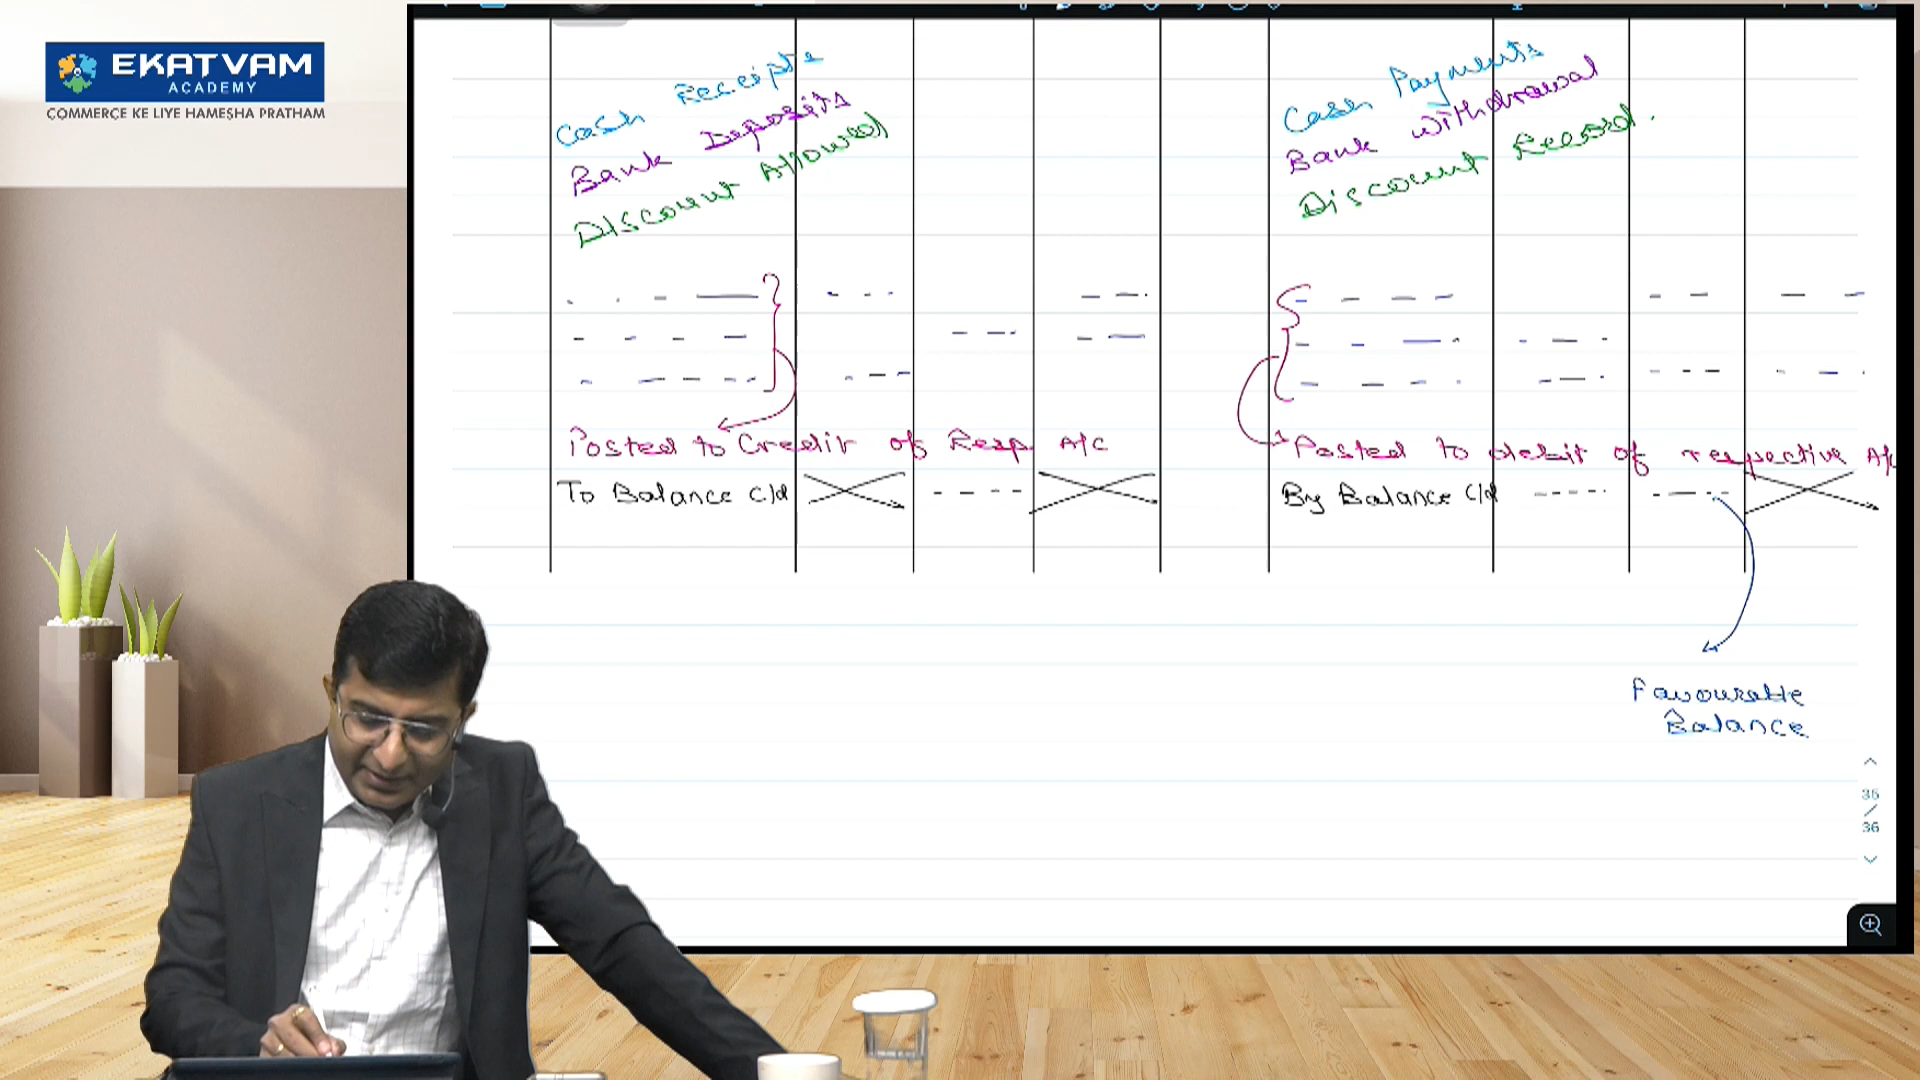 EKATVAM
ACADEMY
COMMERCE KE LIYE HAMESHA PRATHAM
Cash Receipts
Bank Deposits
Discount Allowed
Posted to Credit of Resp. A/C
To Balance C/d
Cash Payments
Bank Withdrawal
Discount Record.
Posted to debit of respective A/c
By Balance C/d
Favourable
Balance
35
/
36